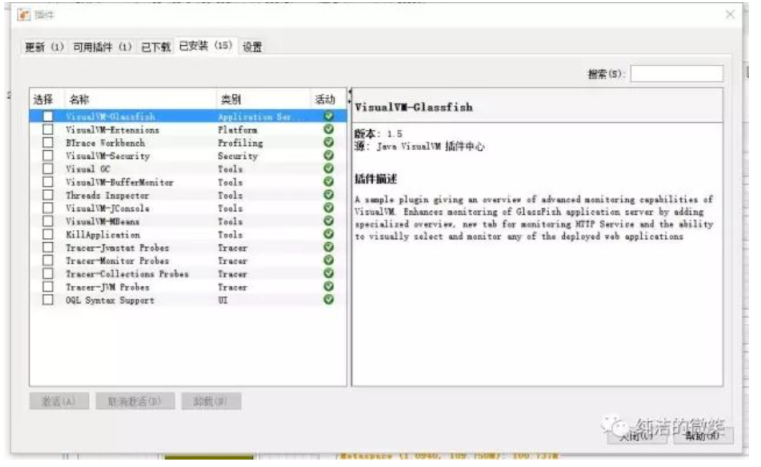 插件
更新 (1) 可用插件 (1) 已下载 已安装 (15) 设置
搜索(S):
选择 名称 类别 活动
VisualVM-Glassfish Application Ser...
VisualVM-Extensions Platform
BTrace Workbench Profiling
VisualVM-Security Security
Visual GC Tools
VisualVM-BufferMonitor Tools
Threads Inspector Tools
VisualVM-JConsole Tools
VisualVM-MBeans Tools
KillApplication Tools
Tracer-Jvmstat Probes Tracer
Tracer-Monitor Probes Tracer
Tracer-Collections Probes Tracer
Tracer-JVM Probes Tracer
OQL Syntax Support UI
VisualVM-Glassfish
版本: 1.5
源: Java VisualVM 插件中心
插件描述
A sample plugin giving an overview of advanced monitoring capabilities of
VisualVM. Enhances monitoring of GlassFish application server by adding
specialized overview, new tab for monitoring HTTP Service and the ability
to visually select and monitor any of the deployed web applications
激活(A) 取消激活(D) 卸载(U)
纯洁的微笑
关闭(C) 帮助(H)